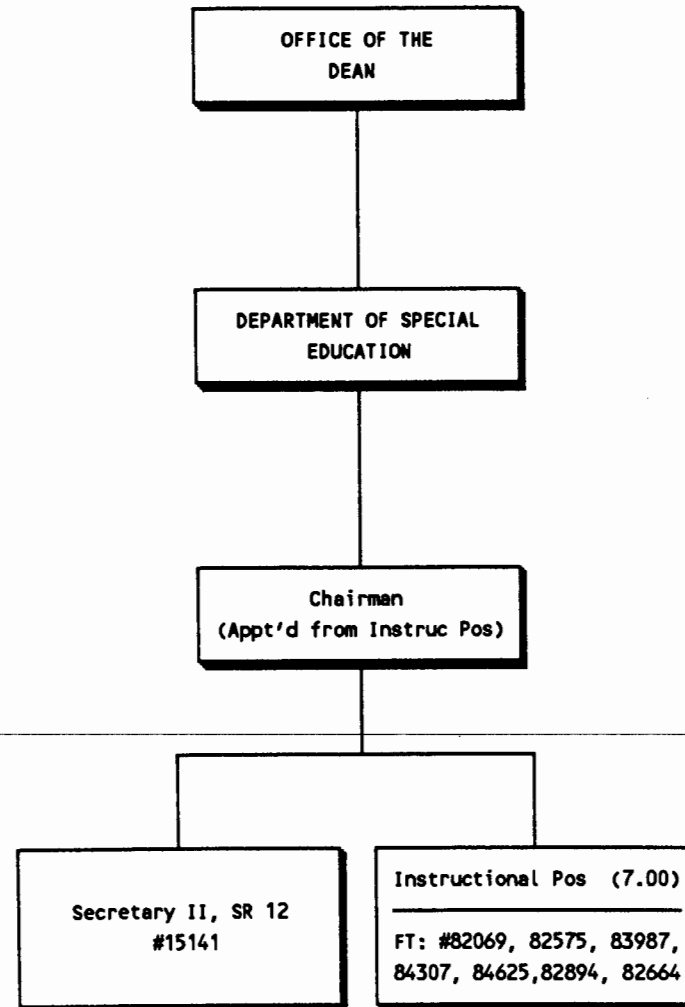 OFFICE OF THE
DEAN
DEPARTMENT OF SPECIAL
EDUCATION
Chairman
(Appt'd from Instruc Pos)
Secretary II, SR 12
#15141
Instructional Pos (7.00)
FT: #82069, 82575, 83987,
84307, 84625,82894, 82664